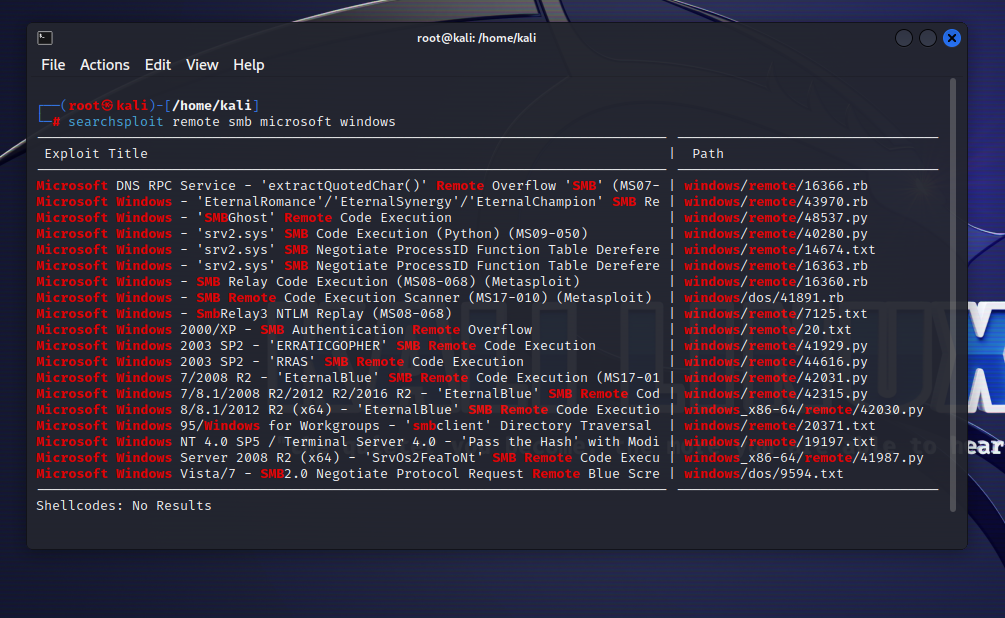 root@kali: /home/kali
File Actions Edit View Help
(root㉿kali)-[/home/kali]
# searchsploit remote smb microsoft windows
Exploit Title | Path
Microsoft DNS RPC Service - 'extractQuotedChar()' Remote Overflow 'SMB' (MS07- | windows/remote/16366.rb
Microsoft Windows - 'EternalRomance'/'EternalSynergy'/'EternalChampion' SMB Re | windows/remote/43970.rb
Microsoft Windows - 'SMBGhost' Remote Code Execution | windows/remote/48537.py
Microsoft Windows - 'srv2.sys' SMB Code Execution (Python) (MS09-050) | windows/remote/40280.py
Microsoft Windows - 'srv2.sys' SMB Negotiate ProcessID Function Table Derefere | windows/remote/14674.txt
Microsoft Windows - 'srv2.sys' SMB Negotiate ProcessID Function Table Derefere | windows/remote/16363.rb
Microsoft Windows - SMB Relay Code Execution (MS08-068) (Metasploit) | windows/remote/16360.rb
Microsoft Windows - SMB Remote Code Execution Scanner (MS17-010) (Metasploit) | windows/dos/41891.rb
Microsoft Windows - SmbRelay3 NTLM Replay (MS08-068) | windows/remote/7125.txt
Microsoft Windows 2000/XP - SMB Authentication Remote Overflow | windows/remote/20.txt
Microsoft Windows 2003 SP2 - 'ERRATICGOPHER' SMB Remote Code Execution | windows/remote/41929.py
Microsoft Windows 2003 SP2 - 'RRAS' SMB Remote Code Execution | windows/remote/44616.py
Microsoft Windows 7/2008 R2 - 'EternalBlue' SMB Remote Code Execution (MS17-01 | windows/remote/42031.py
Microsoft Windows 7/8.1/2008 R2/2012 R2/2016 R2 - 'EternalBlue' SMB Remote Cod | windows/remote/42315.py
Microsoft Windows 8/8.1/2012 R2 (x64) - 'EternalBlue' SMB Remote Code Executio | windows_x86-64/remote/42030.py
Microsoft Windows 95/Windows for Workgroups - 'smbclient' Directory Traversal | windows/remote/20371.txt
Microsoft Windows NT 4.0 SP5 / Terminal Server 4.0 - 'Pass the Hash' with Modi | windows/remote/19197.txt
Microsoft Windows Server 2008 R2 (x64) - 'SrvOs2FeaToNt' SMB Remote Code Execu | windows_x86-64/remote/41987.py
Microsoft Windows Vista/7 - SMB2.0 Negotiate Protocol Request Remote Blue Scre | windows/dos/9594.txt
Shellcodes: No Results